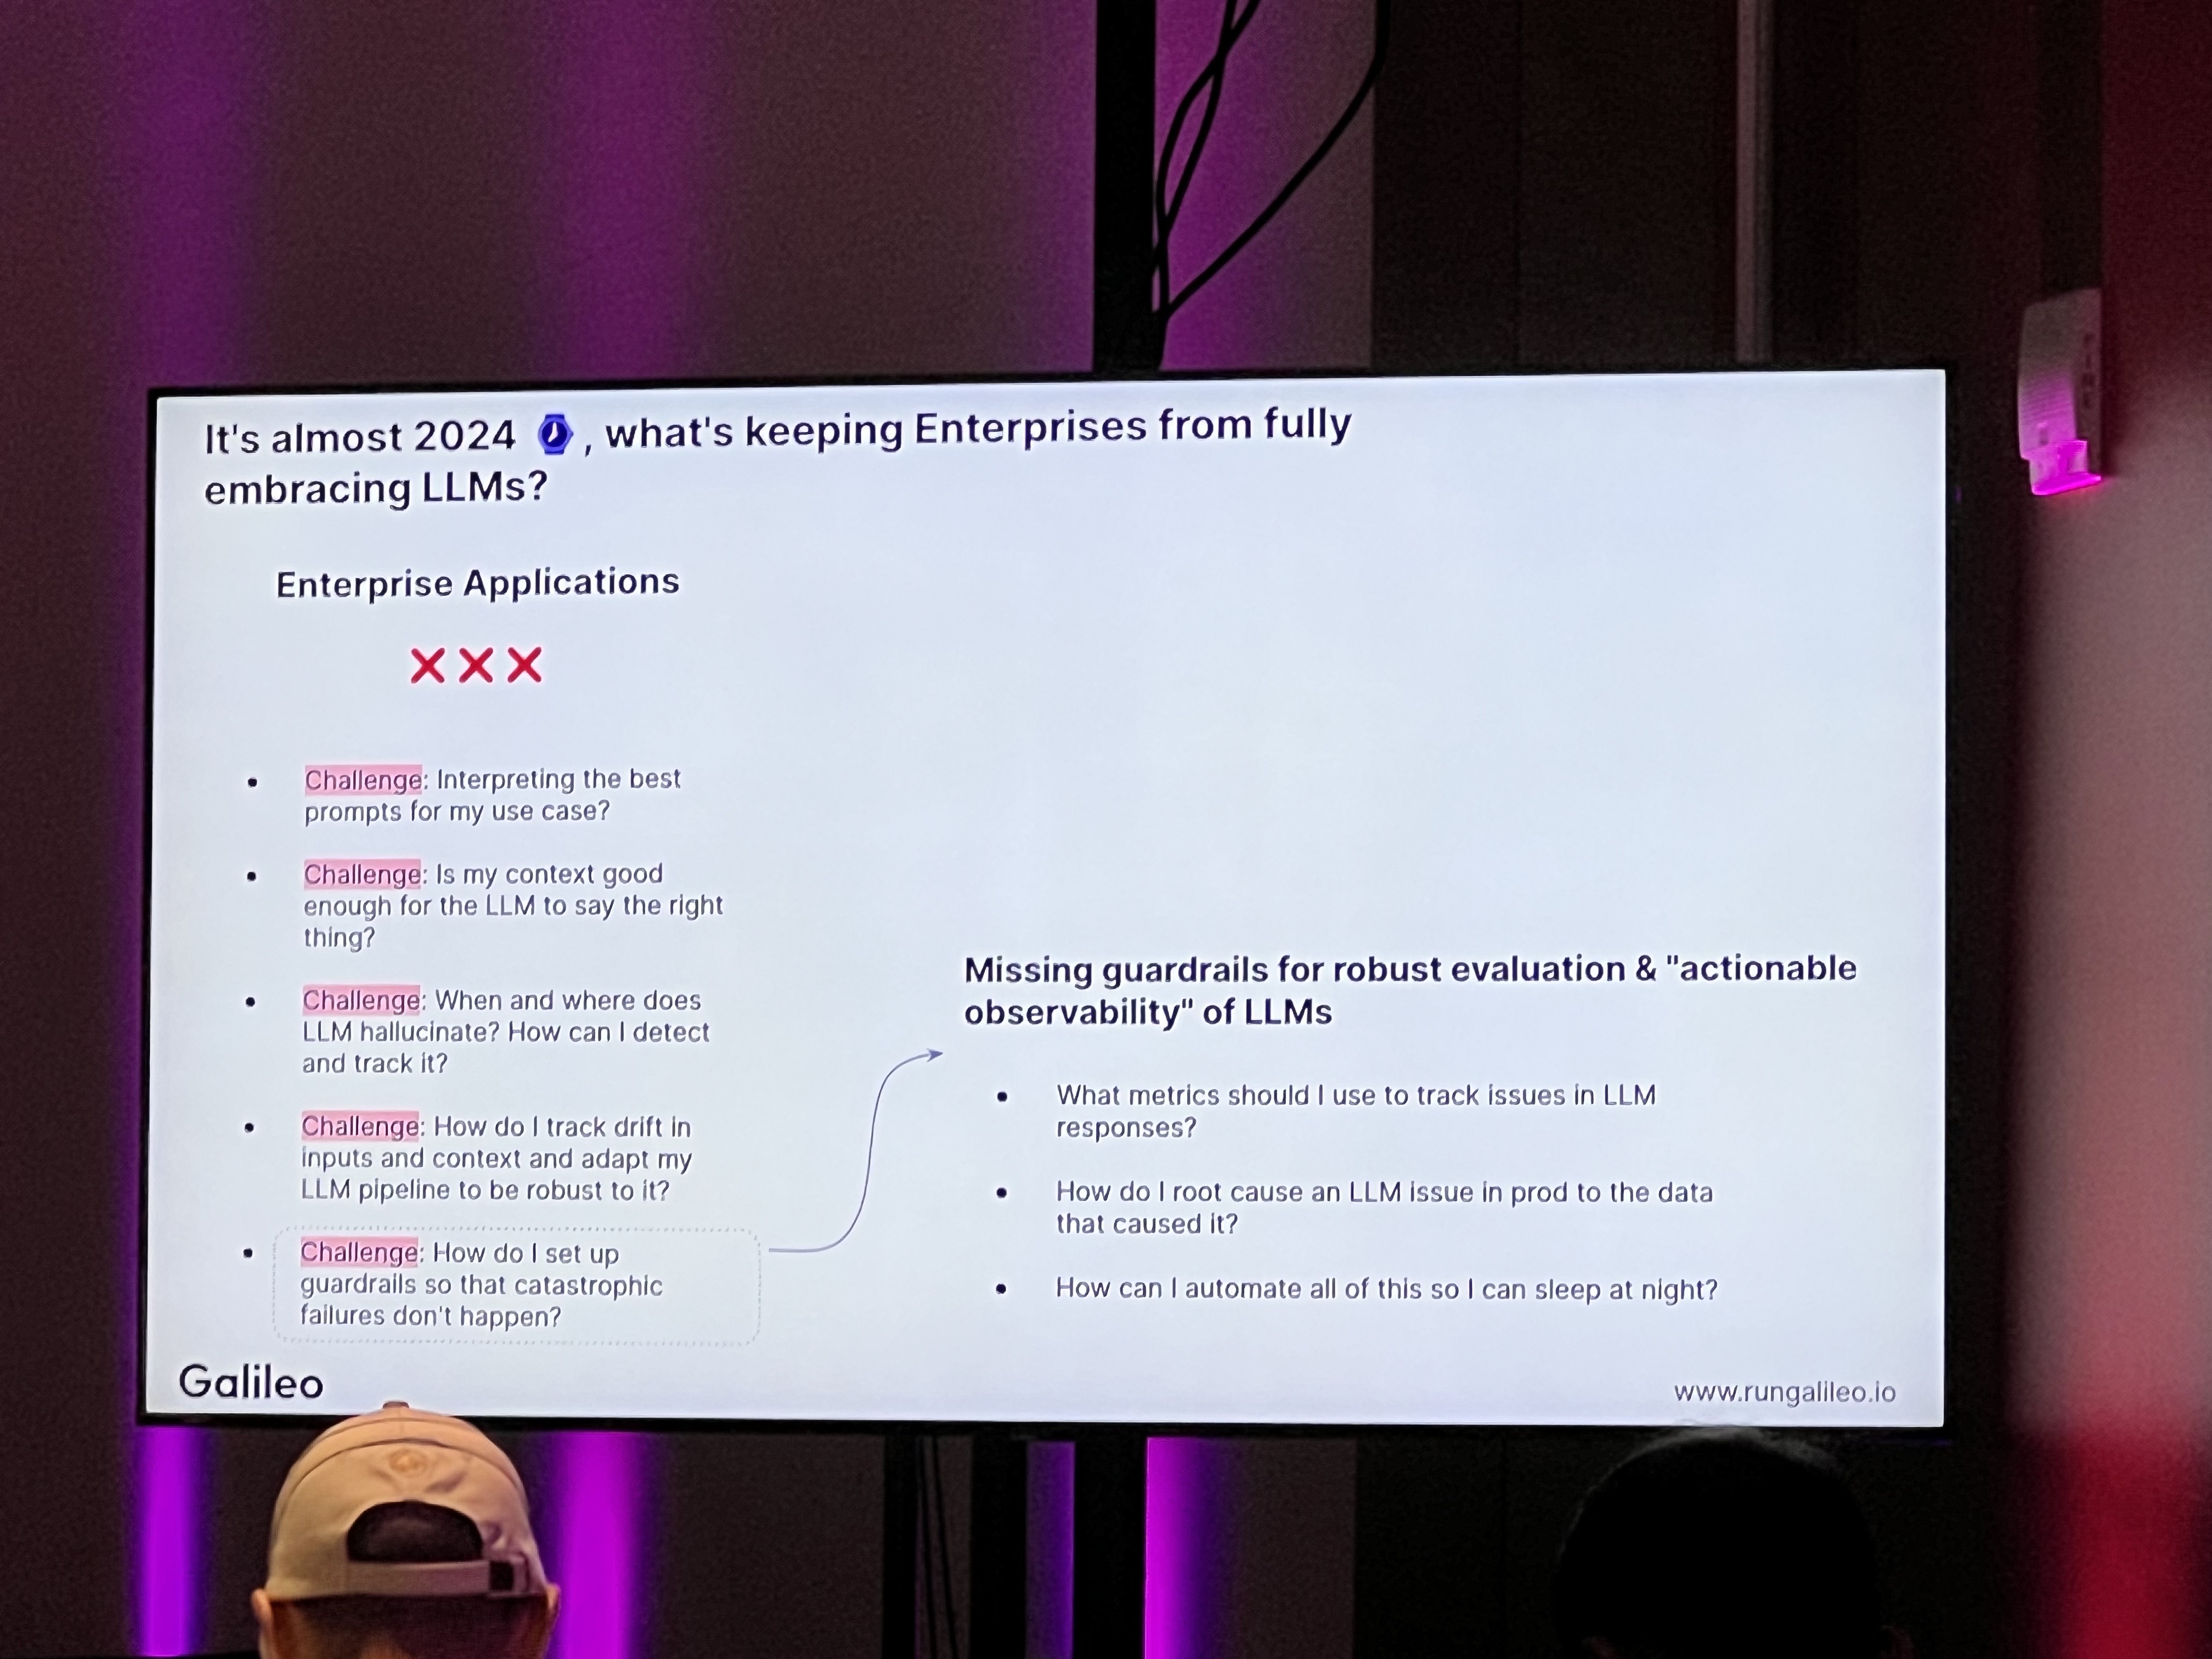 It's almost 2024 , what's keeping Enterprises from fully
embracing LLMs?
Enterprise Applications
• Challenge: Interpreting the best
prompts for my use case?
• Challenge: Is my context good
enough for the LLM to say the right
thing?
• Challenge: When and where does
LLM hallucinate? How can I detect
and track it?
• Challenge: How do I track drift in
inputs and context and adapt my
LLM pipeline to be robust to it?
• Challenge: How do I set up
guardrails so that catastrophic
failures don't happen?
Missing guardrails for robust evaluation & "actionable
observability" of LLMs
• What metrics should I use to track issues in LLM
responses?
• How do I root cause an LLM issue in prod to the data
that caused it?
• How can I automate all of this so I can sleep at night?
Galileo
www.rungalileo.io